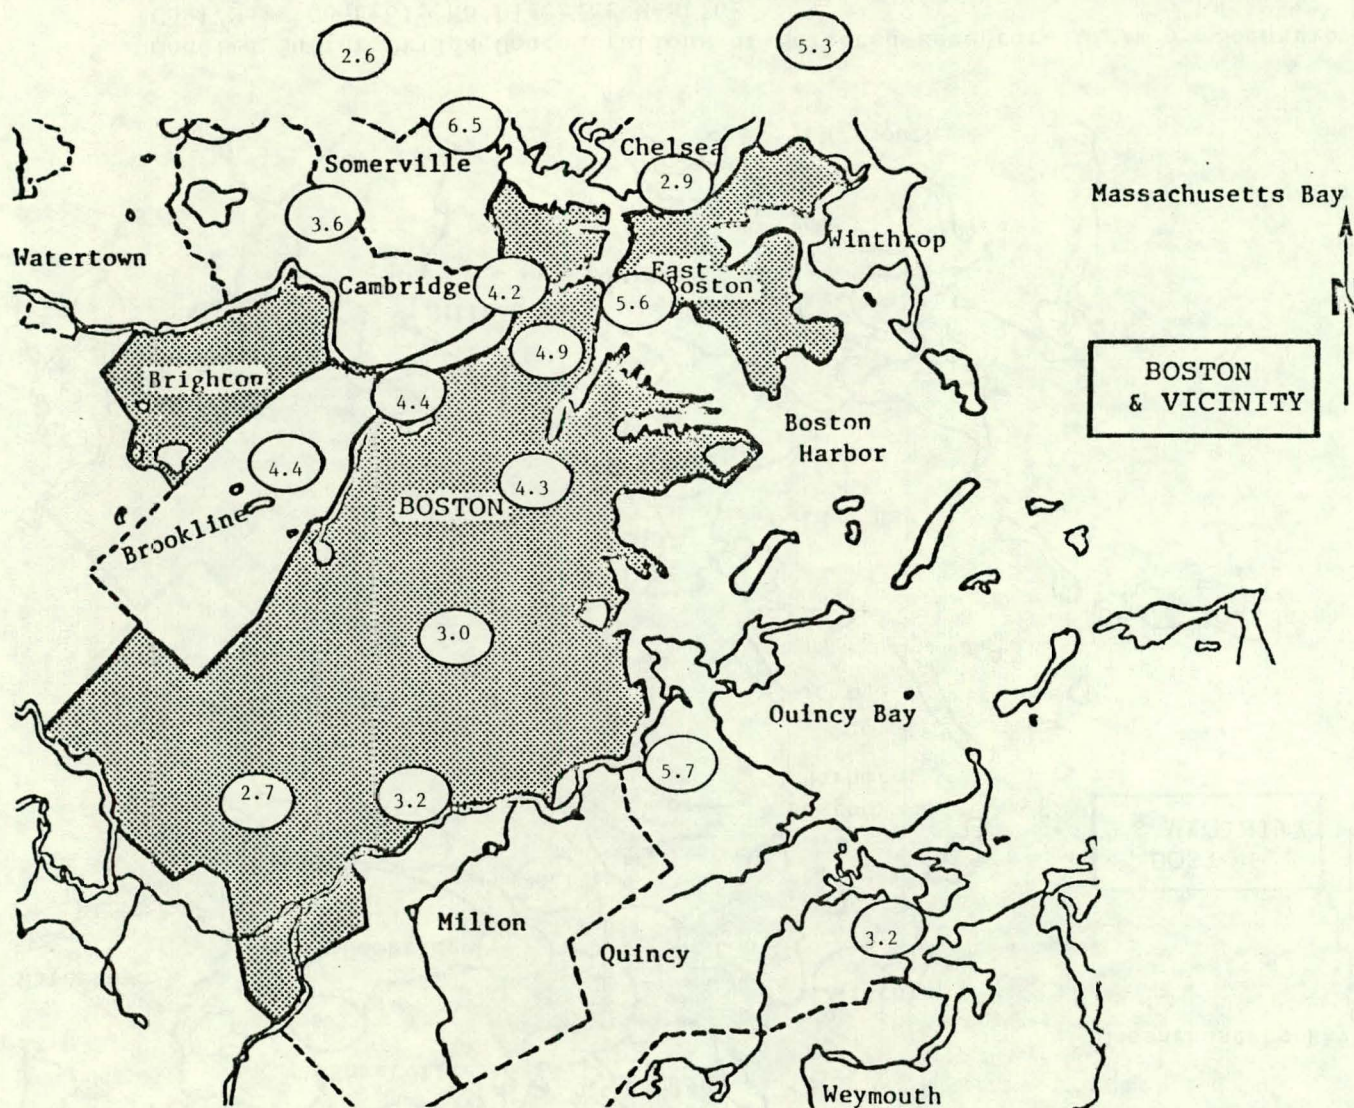 2.6
5.3
6.5
Somerville
Chelsea
2.9
Massachusetts Bay
3.6
Winthrop
Watertown
East
Boston
Cambridge
4.2
5.6
N
4.9
BOSTON
& VICINITY
Brighton
4.4
Boston
Harbor
4.4
4.3
BOSTON
Brookline
3.0
Quincy Bay
5.7
2.7
3.2
Milton
3.2
Quincy
Weymouth